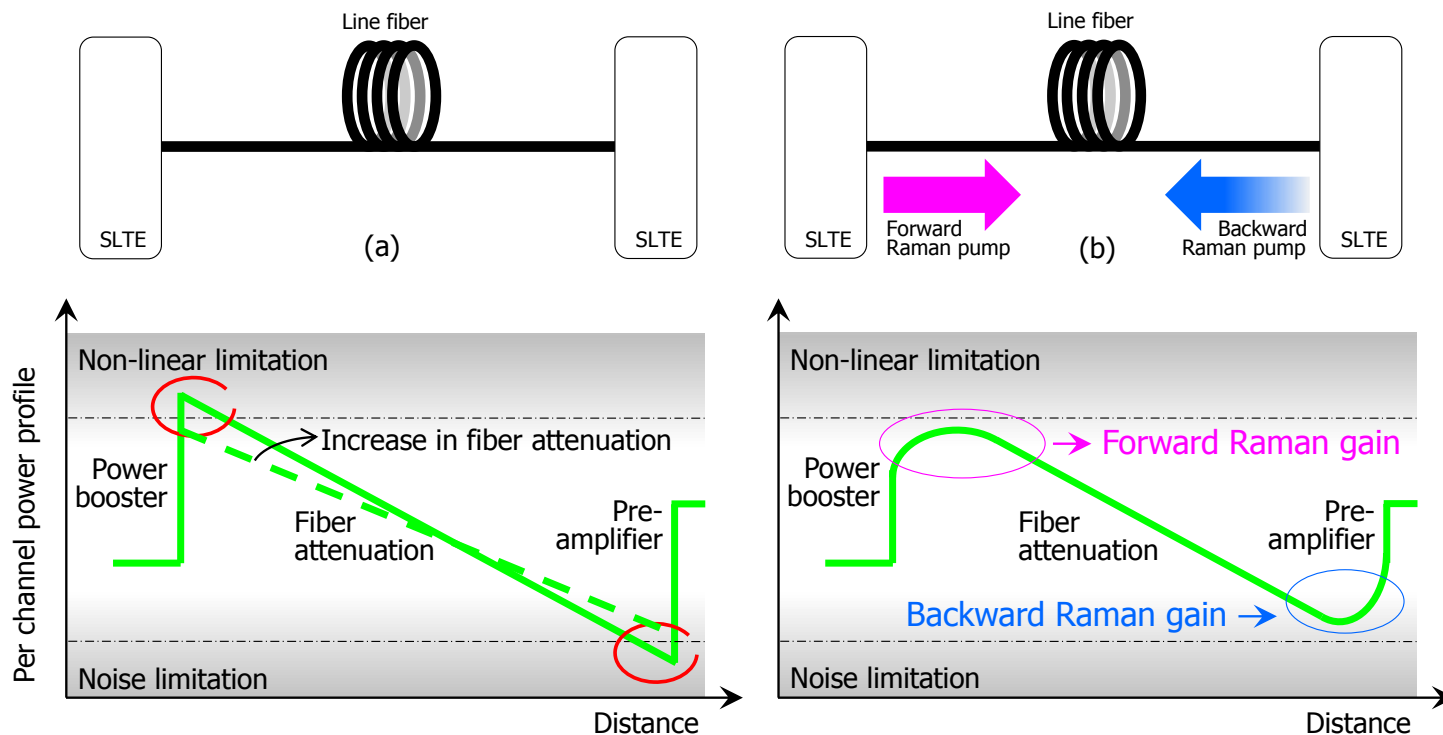 Line fiber
SLTE
(a)
SLTE
Line fiber
SLTE
Forward
Raman pump
(b)
Backward
Raman pump
SLTE
Per channel power profile
Non-linear limitation
Increase in fiber attenuation
Power
booster
Fiber
attenuation
Pre-
amplifier
Noise limitation
Distance
Non-linear limitation
Forward Raman gain
Power
booster
Fiber
attenuation
Pre-
amplifier
Backward Raman gain
Noise limitation
Distance